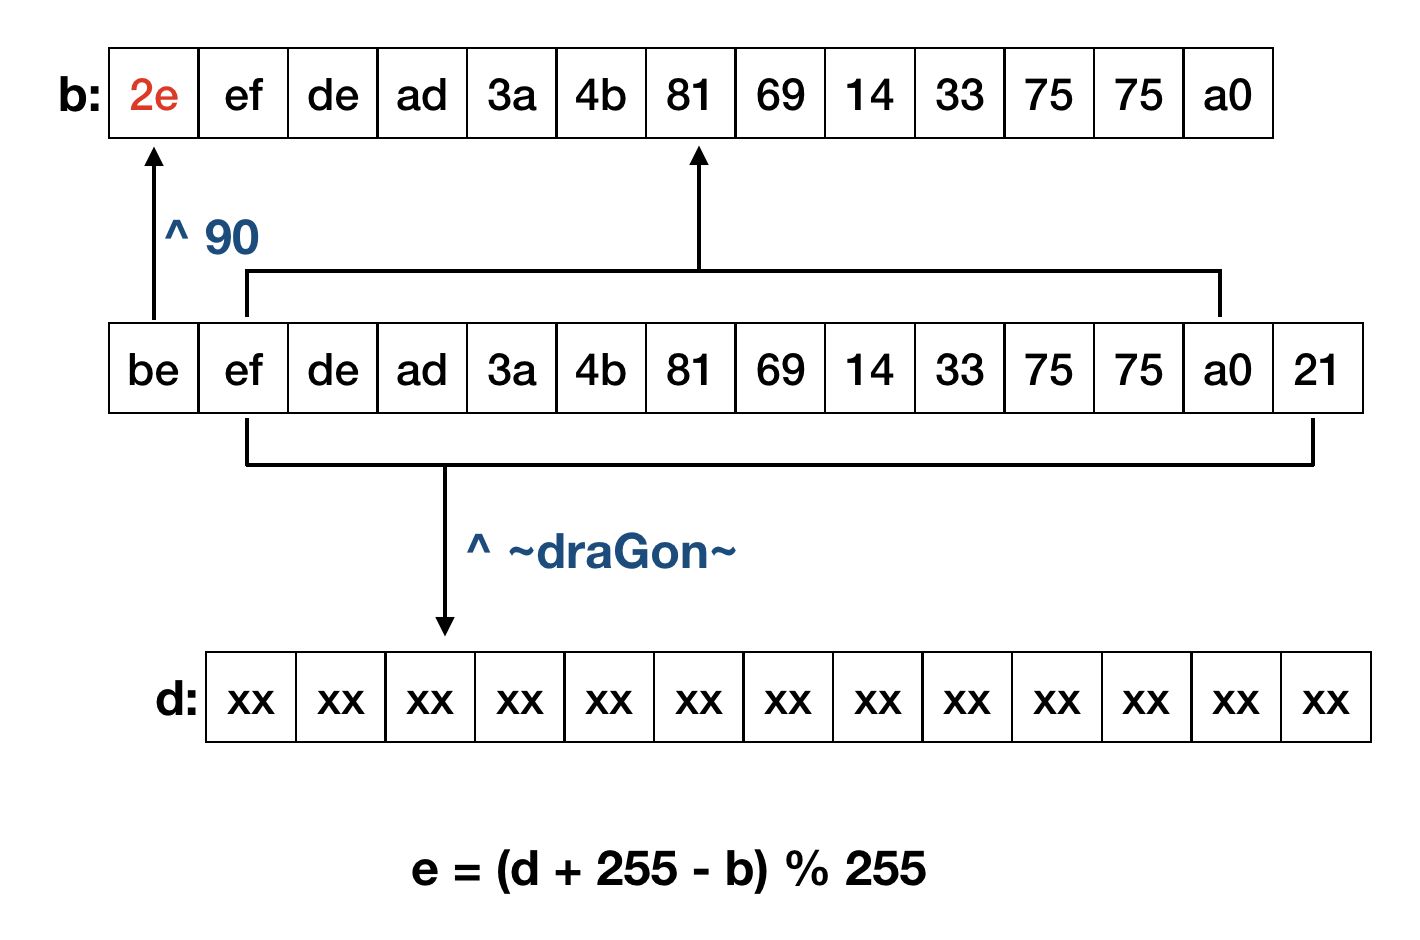 b: 2e ef de ad 3a 4b 81 69 14 33 75 75 a0
^ 90
be ef de ad 3a 4b 81 69 14 33 75 75 a0 21
^ ~draGon~
d: xx xx xx xx xx xx xx xx xx xx xx xx xx
e = (d + 255 - b) % 255